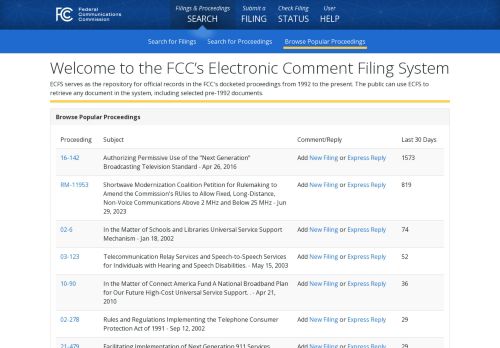 FCC Federal Communications Commission
Filings & Proceedings SEARCH
Submit a FILING
Check Filing STATUS
User HELP
Search for Filings Search for Proceedings Browse Popular Proceedings
Welcome to the FCC's Electronic Comment Filing System
ECFS serves as the repository for official records in the FCC's docketed proceedings from 1992 to the present. The public can use ECFS to
retrieve any document in the system, including selected pre-1992 documents.
Browse Popular Proceedings
Proceeding Subject Comment/Reply Last 30 Days
16-142 Authorizing Permissive Use of the "Next Generation" Add New Filing or Express Reply 1573
Broadcasting Television Standard - Apr 26, 2016
RM-11953 Shortwave Modernization Coalition Petition for Rulemaking to Add New Filing or Express Reply 819
Amend the Commission's RUles to Allow Fixed, Long-Distance,
Non-Voice Communications Above 2 MHz and Below 25 MHz - Jun
29, 2023
02-6 In the Matter of Schools and Libraries Universal Service Support Add New Filing or Express Reply 74
Mechanism - Jan 18, 2002
03-123 Telecommunication Relay Services and Speech-to-Speech Services Add New Filing or Express Reply 52
for Individuals with Hearing and Speech Disabilities. - May 15, 2003
10-90 In the Matter of Connect America Fund A National Broadband Plan Add New Filing or Express Reply 36
for Our Future High-Cost Universal Service Support. . - Apr 21,
2010
02-278 Rules and Regulations Implementing the Telephone Consumer Add New Filing or Express Reply 29
Protection Act of 1991 - Sep 12, 2002
21-479 Facilitating Implementation of Next Generation 911 Services Add New Filing or Express Reply 29